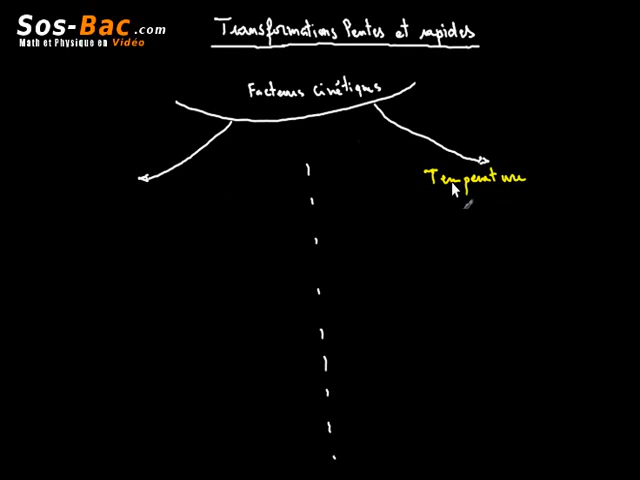 Sos-Bac.com
Math et Physique en Vidéo
Transformations lentes et rapides
Facteurs cinétiques
Température